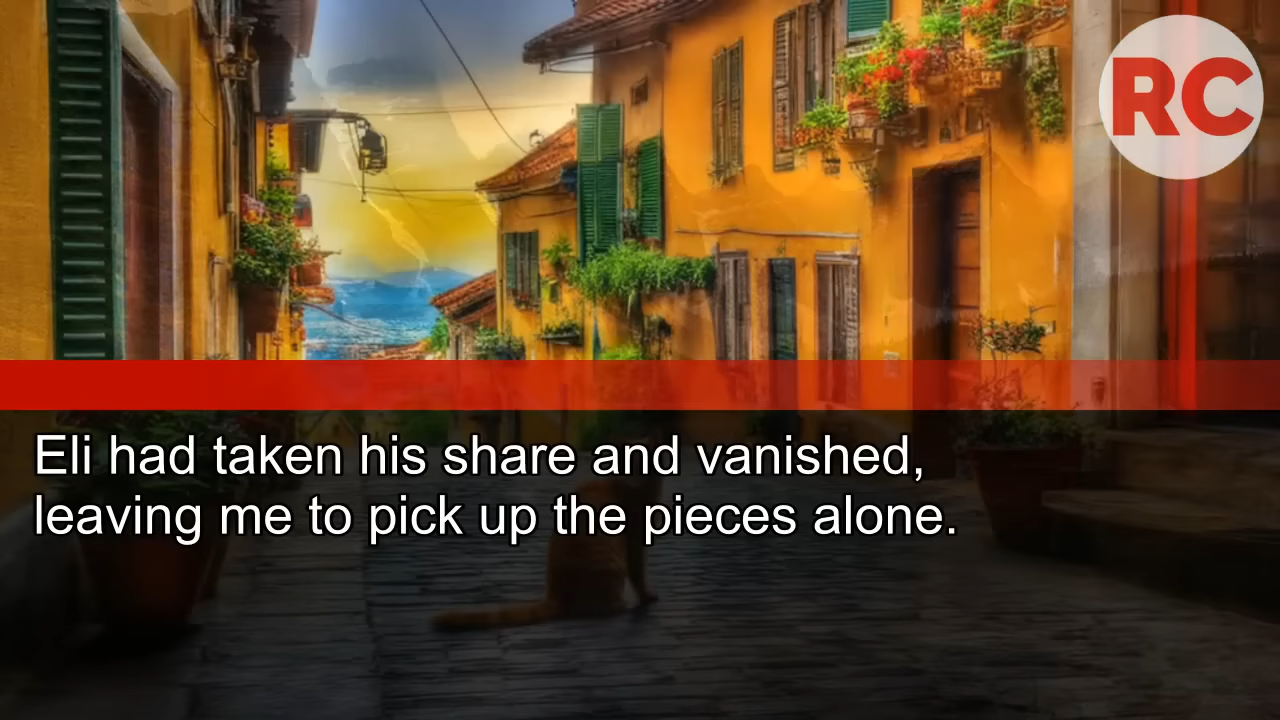 RC
Eli had taken his share and vanished,
leaving me to pick up the pieces alone.